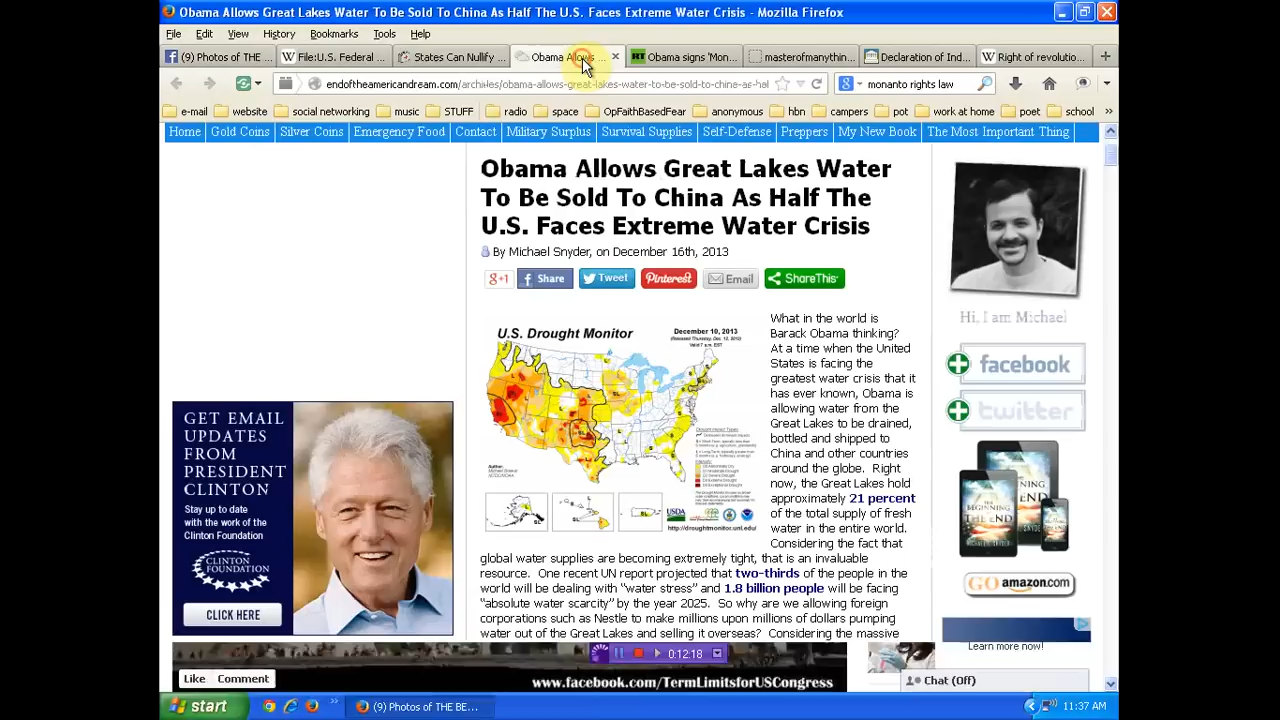 Obama Allows Great Lakes Water To Be Sold To China As Half The U.S. Faces Extreme Water Crisis - Mozilla Firefox
File Edit View History Bookmarks Tools Help
(9) Photos of THE File:U.S. Federal States Can Nullify Obama Allows ... Obama signs 'Mon... masterofmanythin... Declaration of Ind... Right of revolutio...
endoftheamericandream.com/archives/obama-allows-great-lakes-water-to-be-sold-to-china-as-hal monanto rights law
e-mail website social networking music STUFF radio space OpFaithBasedFear anonymous hbn campers pot work at home poet school »
Home Gold Coins Silver Coins Emergency Food Contact Military Surplus Survival Supplies Self-Defense Preppers My New Book The Most Important Thing
Obama Allows Great Lakes Water
To Be Sold To China As Half The
U.S. Faces Extreme Water Crisis
By Michael Snyder, on December 16th, 2013
g+1 Share Tweet Pinterest Email ShareThis
U.S. Drought Monitor
December 10, 2013
What in the world is
Barack Obama thinking?
At a time when the United
States is facing the
greatest water crisis that it
has ever known, Obama is
allowing water from the
Great Lakes to be drained,
bottled and shipped to
China and other countries
around the globe. Right
now, the Great Lakes hold
approximately 21 percent
of the total supply of fresh
water in the entire world.
Considering the fact that
global water supplies are becoming extremely tight, that is an invaluable
resource. One recent UN report projected that two-thirds of the people in the
world will be dealing with "water stress" and 1.8 billion people will be facing
"absolute water scarcity" by the year 2025. So why are we allowing foreign
corporations such as Nestle to make millions upon millions of dollars pumping
water out of the Great Lakes and selling it overseas? Considering the massive
USDA
http://droughtmonitor.unl.edu/
GET EMAIL
UPDATES
FROM
PRESIDENT
CLINTON
Stay up to date
with the work of the
Clinton Foundation
CLINTON
FOUNDATION
CLICK HERE
Hi, I am Michael
facebook
twitter
GO amazon.com
Learn more now!
0:12:18
Like Comment
www.facebook.com/TermLimitsforUSCongress
Chat (Off)
start » (9) Photos of THE BE... 11:37 AM